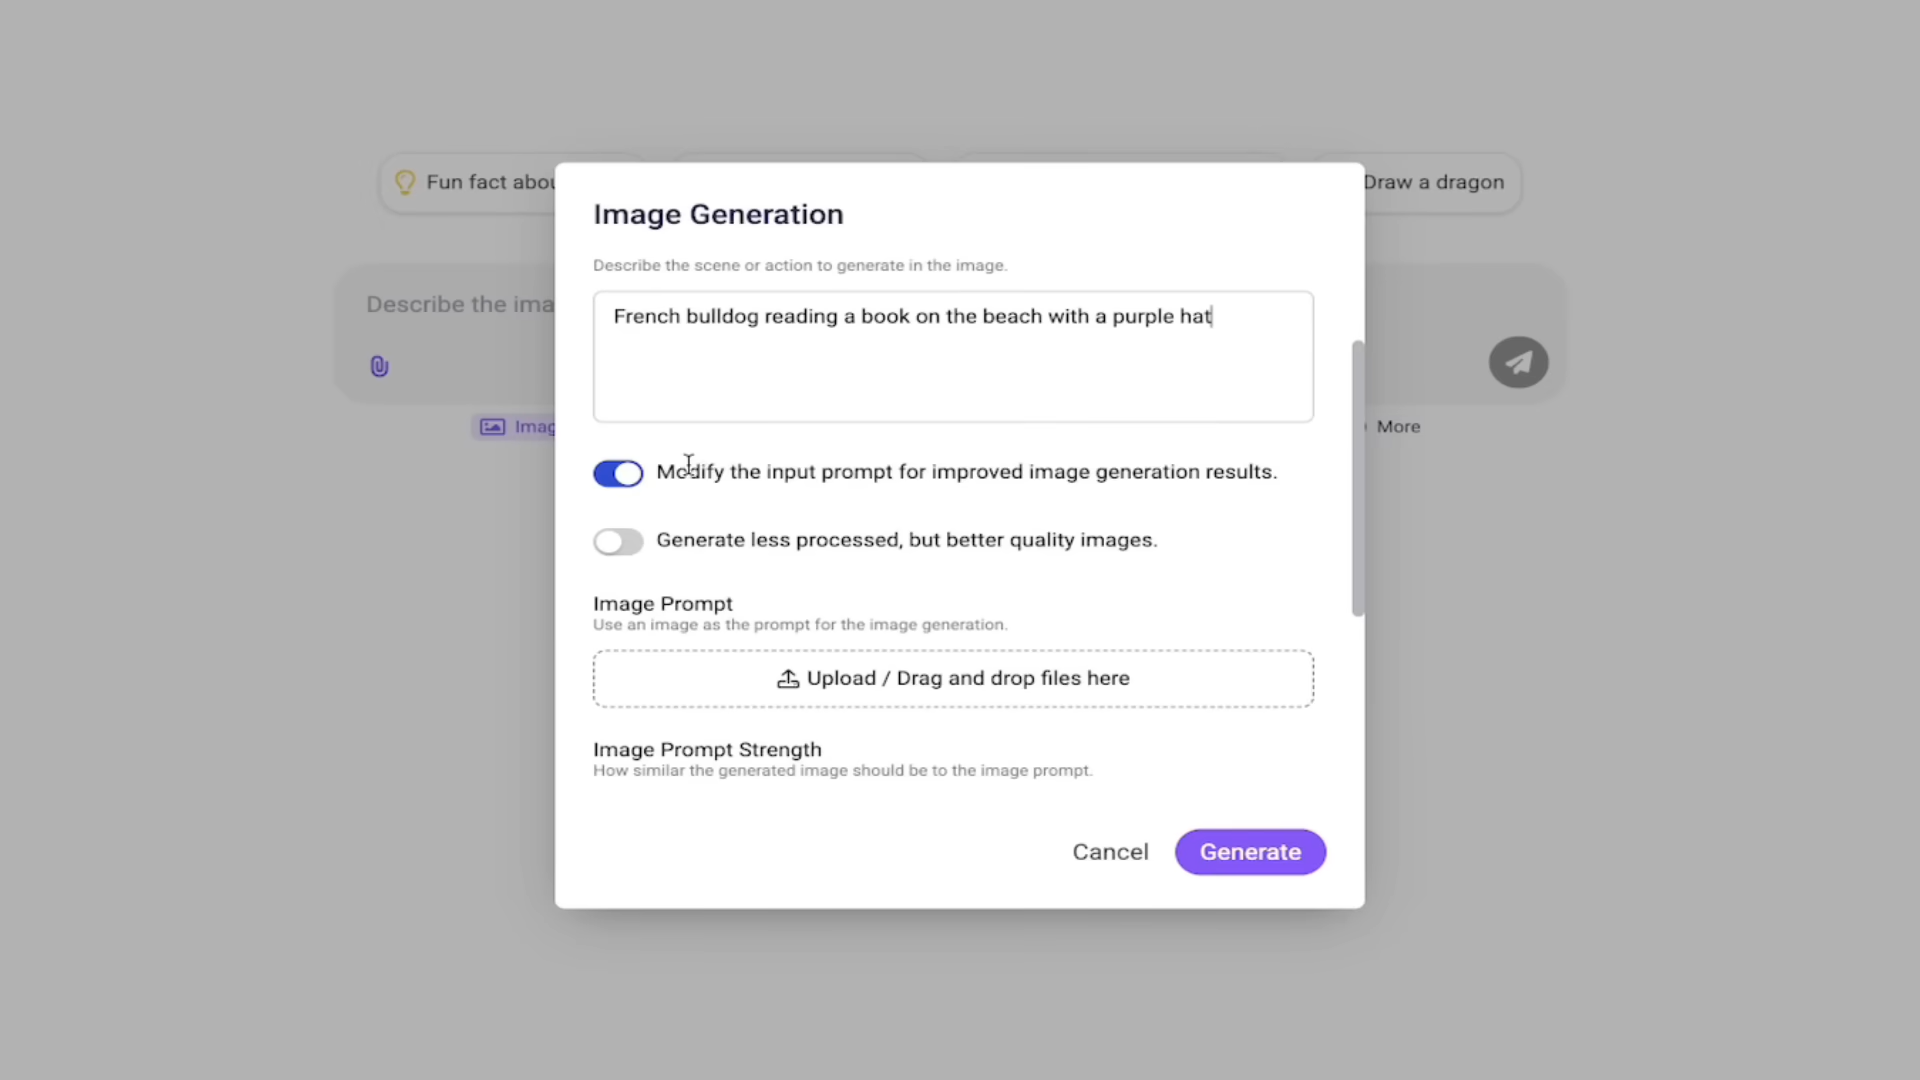 Fun fact abou
Draw a dragon
Describe the ima
Imag
More
Image Generation
Describe the scene or action to generate in the image.
French bulldog reading a book on the beach with a purple hat
Modify the input prompt for improved image generation results.
Generate less processed, but better quality images.
Image Prompt
Use an image as the prompt for the image generation.
Upload / Drag and drop files here
Image Prompt Strength
How similar the generated image should be to the image prompt.
Cancel
Generate